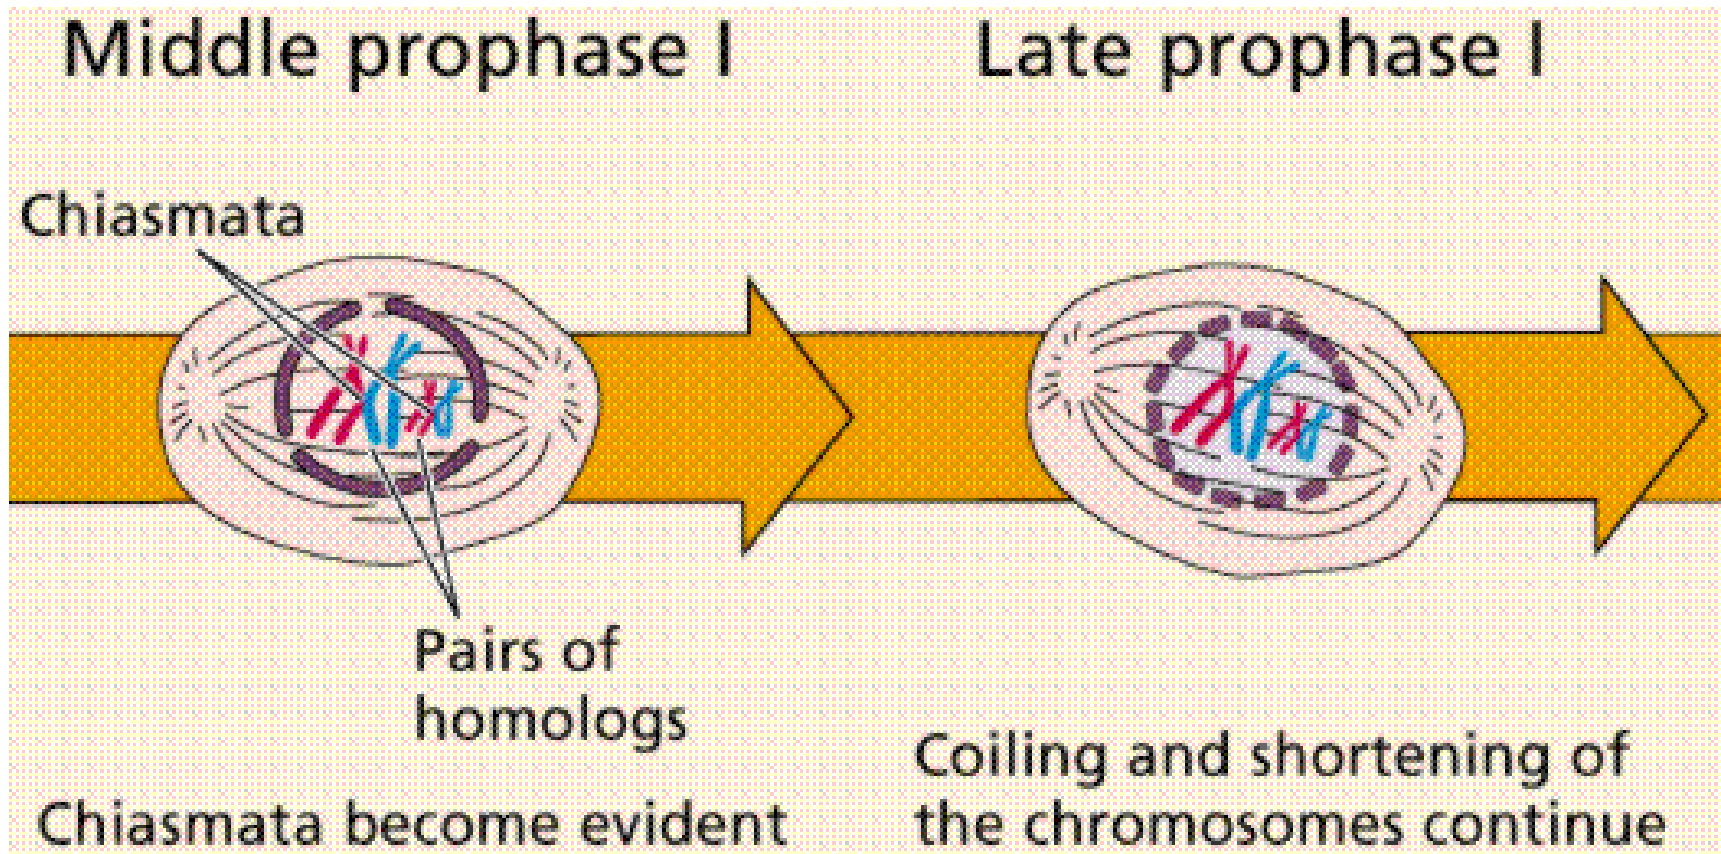 Middle prophase I
Late prophase I
Chiasmata
Pairs of
homologs
Chiasmata become evident
Coiling and shortening of
the chromosomes continue